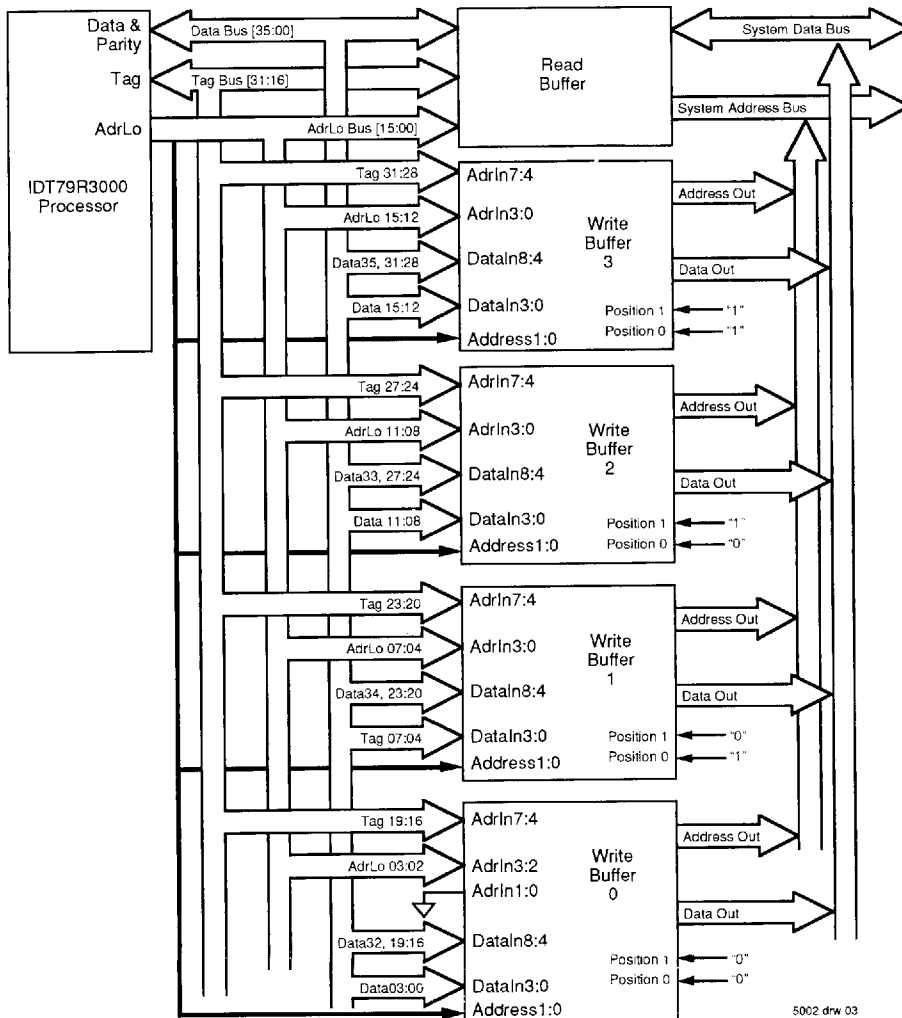 Data &
Parity
Tag
AdrLo
IDT79R3000
Processor
Data Bus [35:00]
Tag Bus [31:16]
AdrLo Bus [15:00]
Read
Buffer
System Data Bus
System Address Bus
Tag 31:28
AdrLo 15:12
Data35, 31:28
Data 15:12
AdrIn7:4
AdrIn3:0
DataIn8:4
DataIn3:0
Address1:0
Write
Buffer
3
Position 1
Position 0
"1"
"1"
Address Out
Data Out
Tag 27:24
AdrLo 11:08
Data33, 27:24
Data 11:08
AdrIn7:4
AdrIn3:0
DataIn8:4
DataIn3:0
Address1:0
Write
Buffer
2
Position 1
Position 0
"1"
"0"
Address Out
Data Out
Tag 23:20
AdrLo 07:04
Data34, 23:20
Tag 07:04
AdrIn7:4
AdrIn3:0
DataIn8:4
DataIn3:0
Address1:0
Write
Buffer
1
Position 1
Position 0
"0"
"1"
Address Out
Data Out
Tag 19:16
AdrLo 03:02
Data32, 19:16
Data03:00
AdrIn7:4
AdrIn3:2
AdrIn1:0
DataIn8:4
DataIn3:0
Address1:0
Write
Buffer
0
Position 1
Position 0
"0"
"0"
Address Out
Data Out
5002 drw 03